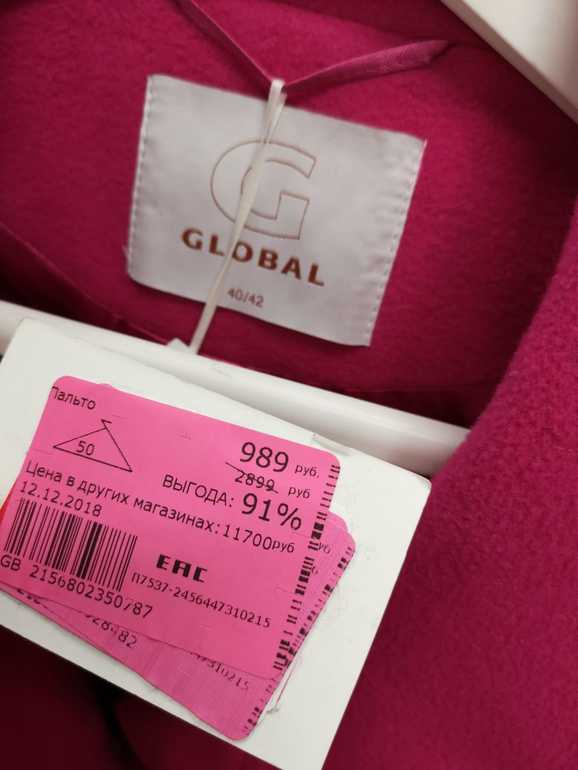 G
GLOBAL
40/42
Пальто
50
989 руб.
2899 руб
ВЫГОДА: 91%
Цена в других магазинах: 11700руб
12.12.2018
EAC
GB 2156802350787
П7537-2456447310215